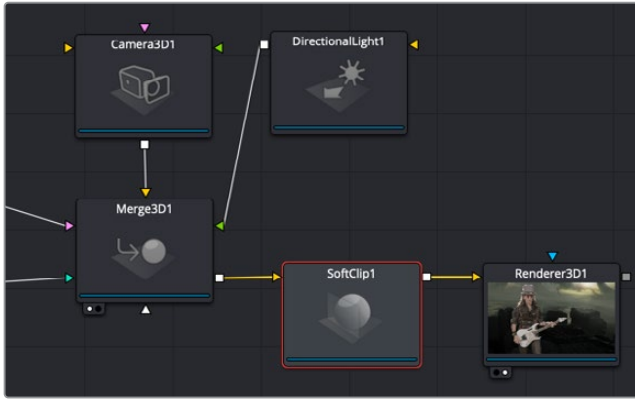 Camera3D1
DirectionalLight1
Merge3D1
SoftClip1
Renderer3D1